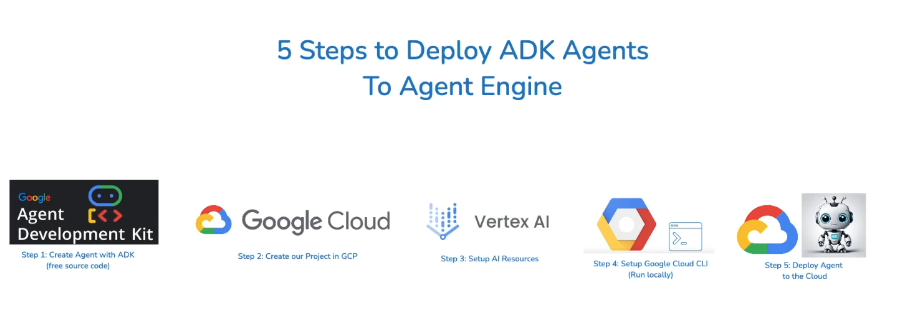 5 Steps to Deploy ADK Agents
To Agent Engine
Google
Agent
Development Kit
Step 1: Create Agent with ADK
(free source code)
Google Cloud
Step 2: Create our Project in GCP
Vertex AI
Step 3: Setup AI Resources
Step 4: Setup Google Cloud CLI
(Run locally)
Step 5: Deploy Agent
to the Cloud